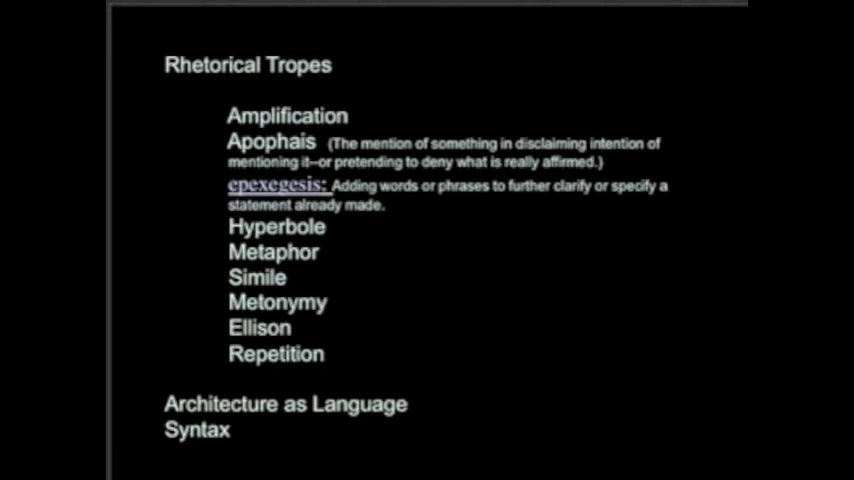 Rhetorical Tropes
Amplification
Apophais (The mention of something in disclaiming intention of
mentioning it--or pretending to deny what is really affirmed.)
epexegesis: Adding words or phrases to further clarify or specify a
statement already made.
Hyperbole
Metaphor
Simile
Metonymy
Ellison
Repetition
Architecture as Language
Syntax